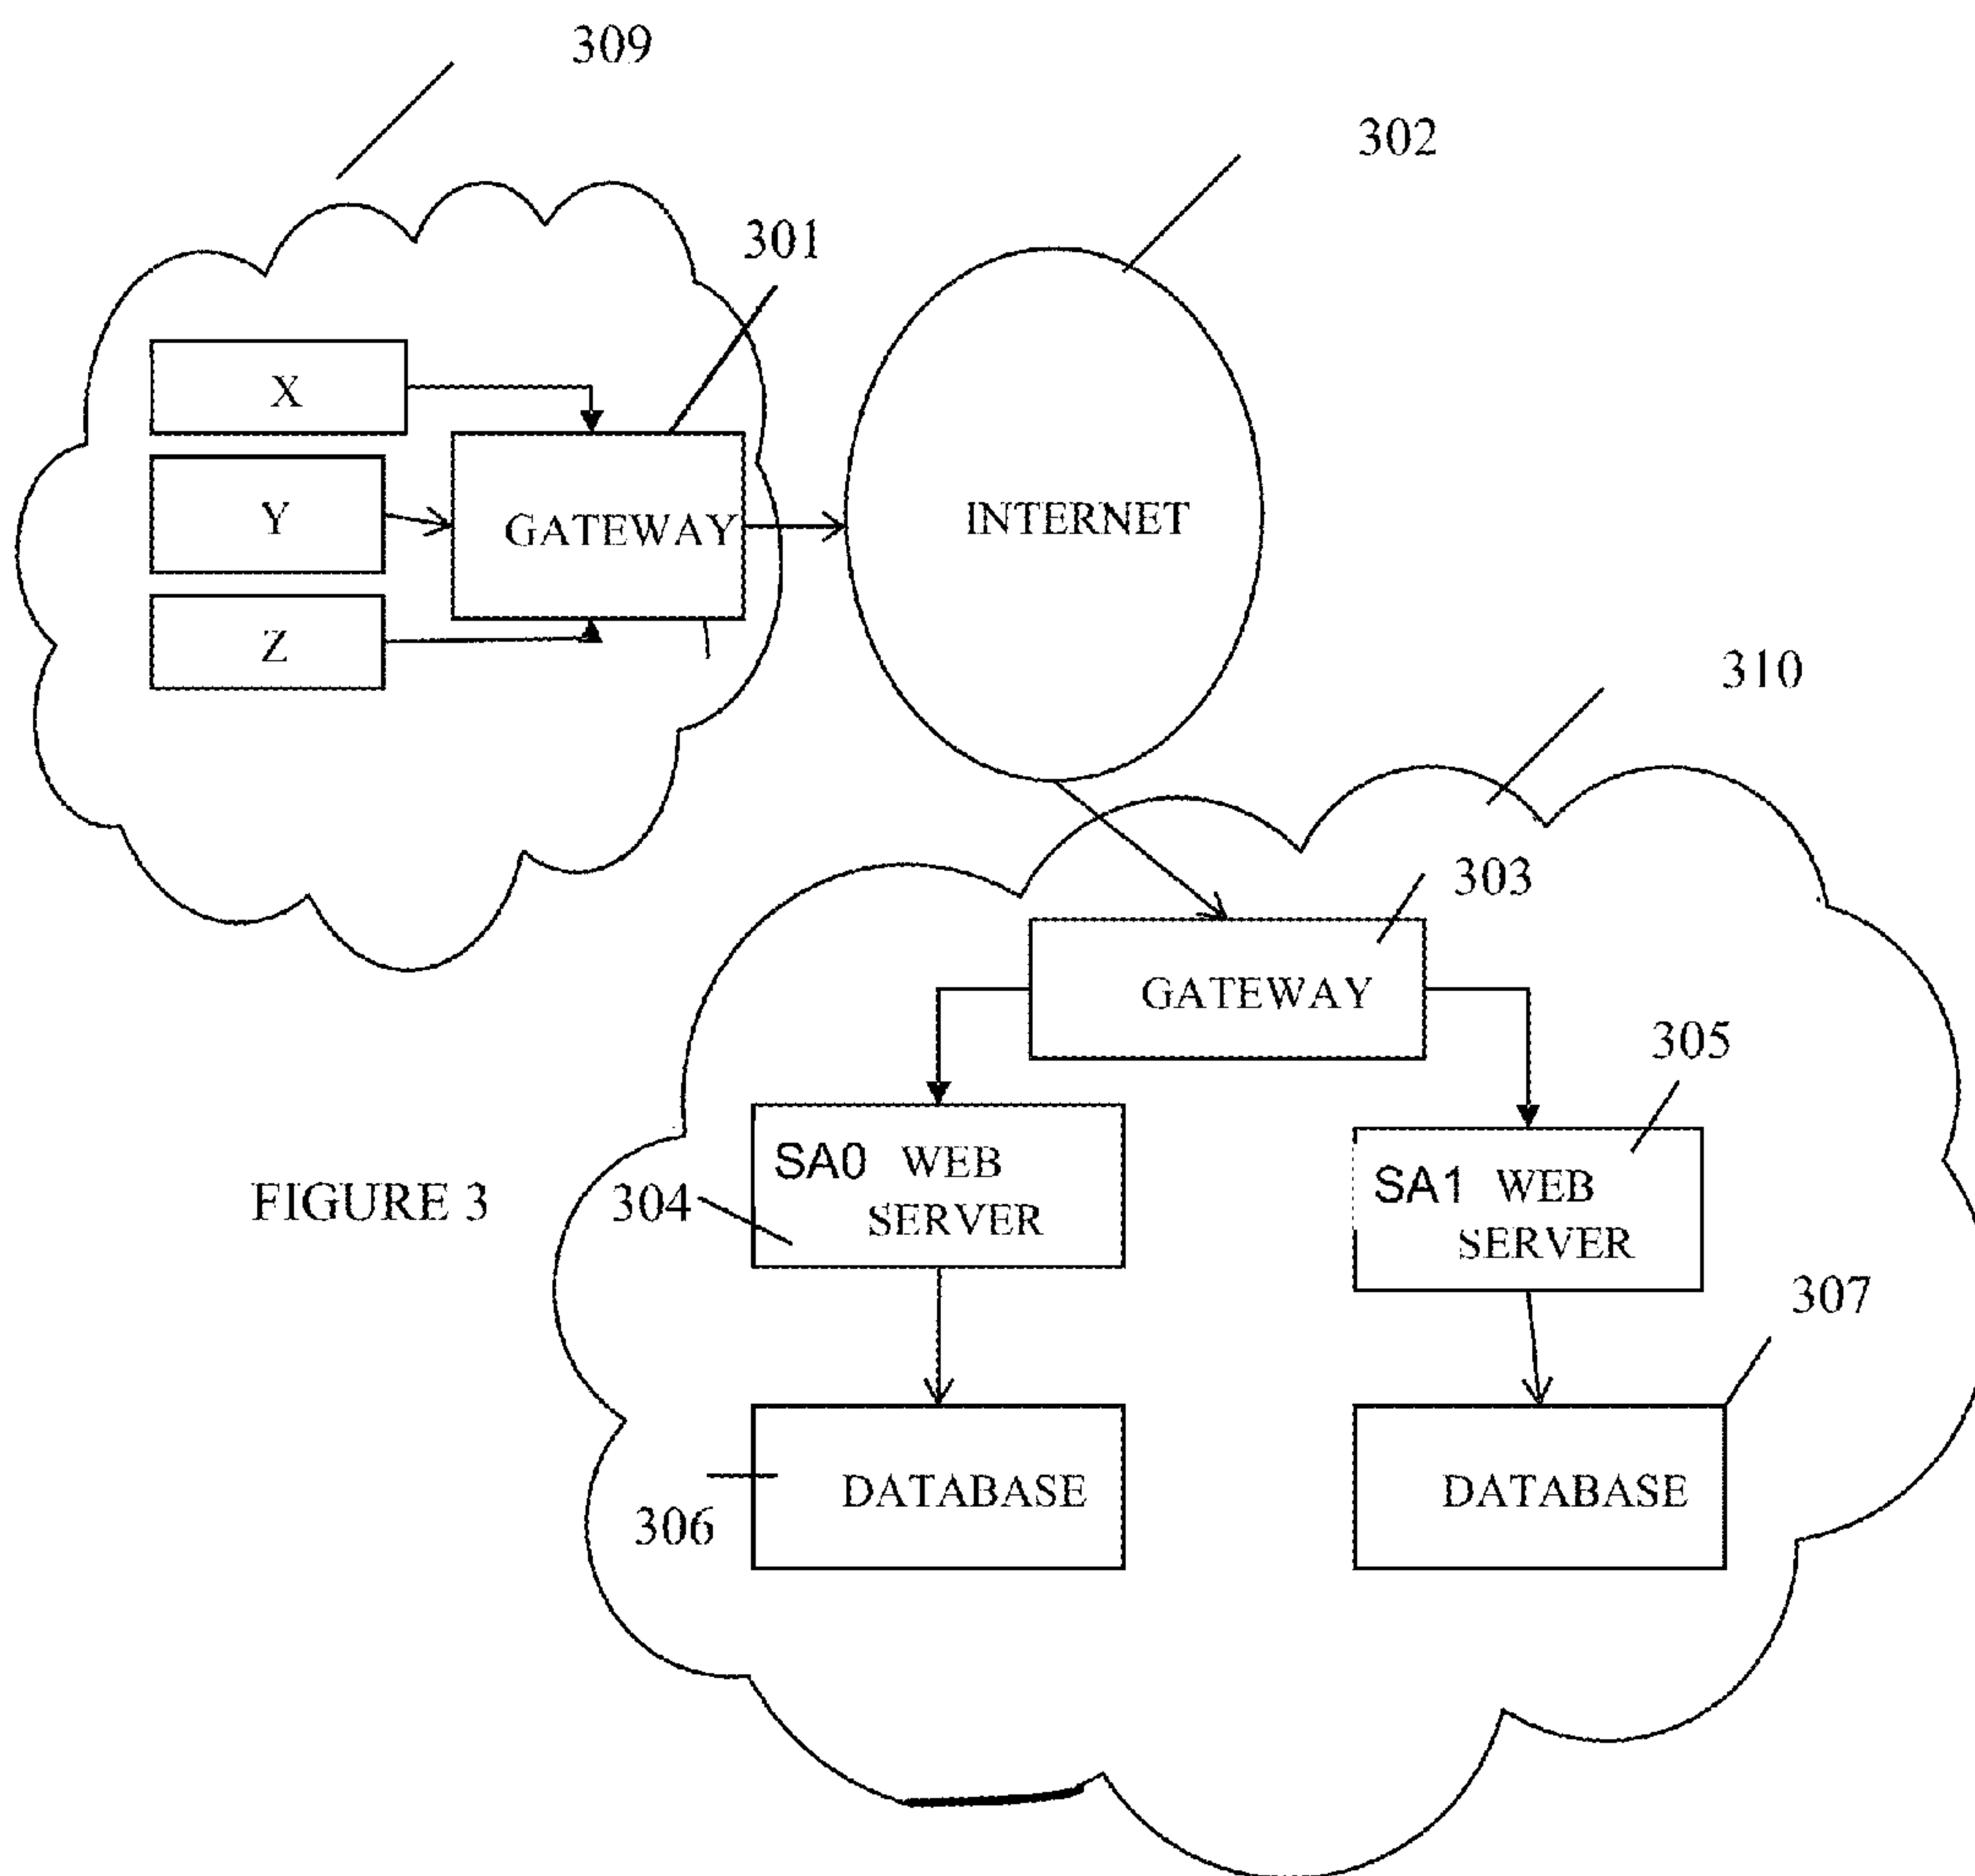 309
302
301
X
Y
GATEWAY
INTERNET
Z
310
303
GATEWAY
305
SA0 WEB
SERVER
SA1 WEB
SERVER
FIGURE 3
304
307
DATABASE
DATABASE
306